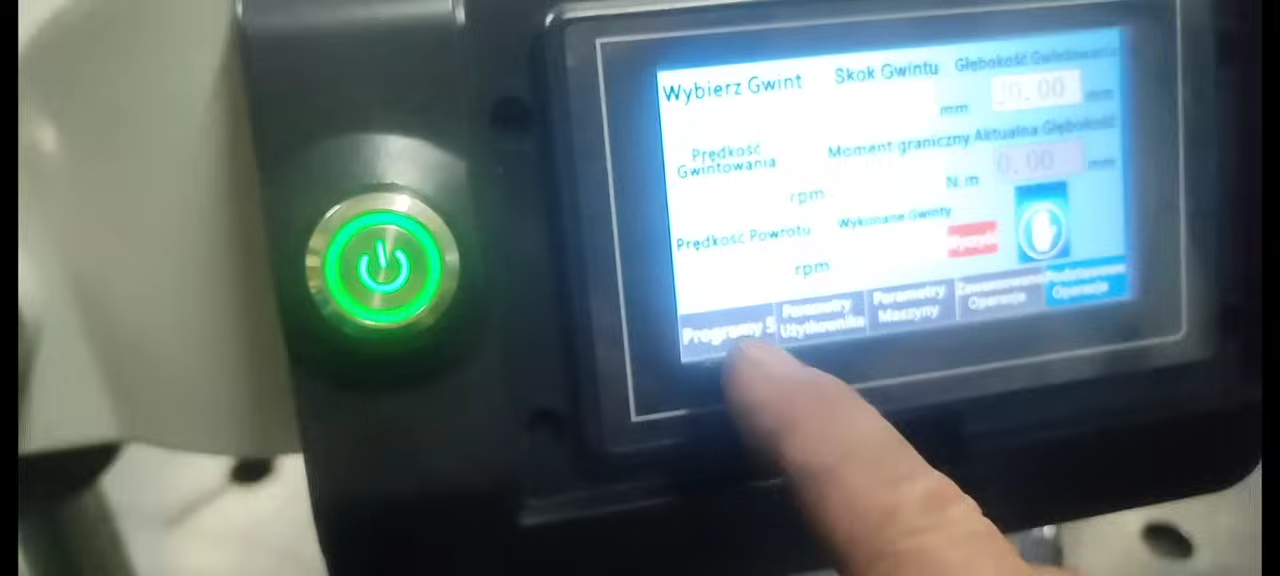 Wybierz Gwint
Skok Gwintu
Głębokość Gwintowania
mm
.00 mm
Prędkość
Gwintowania
Moment graniczny
Aktualna Głębokość
rpm
N.m
0.00 mm
Prędkość Powrotu
Wykonane Gwinty
rpm
Programy S
Parametry
Użytkownika
Parametry
Maszyny
Zaawansowane
Operacje
Podstawowe
Operacje